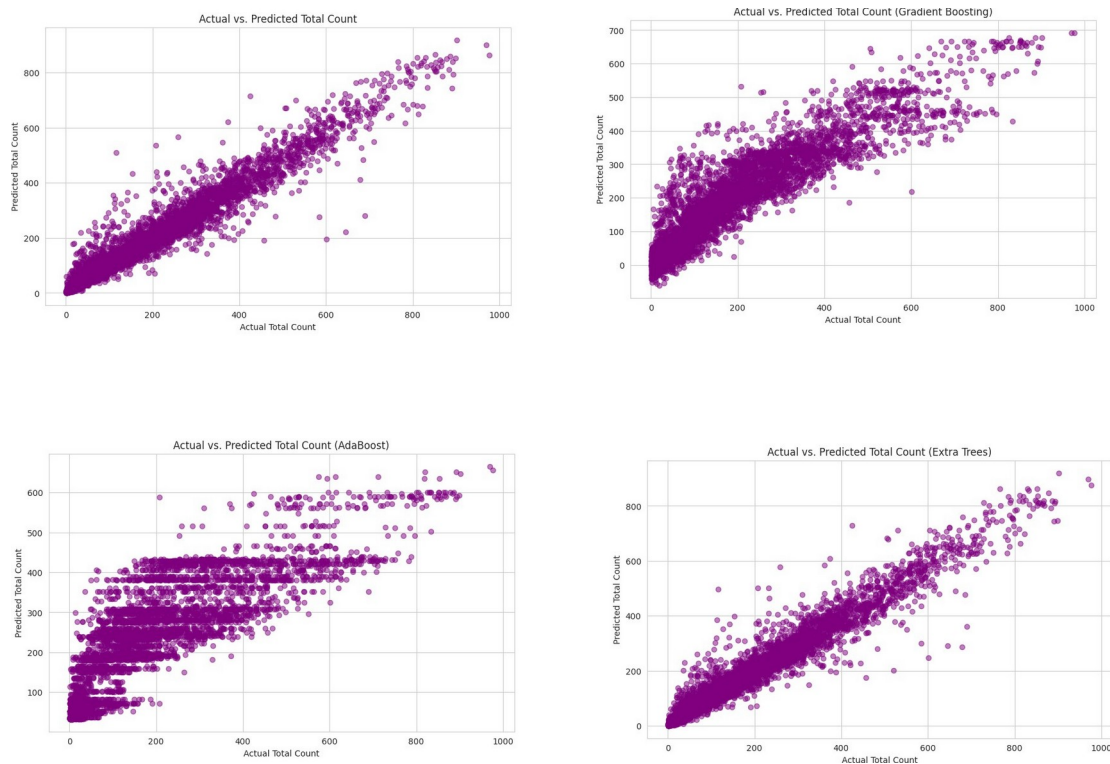 Actual vs. Predicted Total Count
Predicted Total Count
800
600
400
200
0
0 200 400 600 800 1000
Actual Total Count
Actual vs. Predicted Total Count (Gradient Boosting)
Predicted Total Count
700
600
500
400
300
200
100
0
0 200 400 600 800 1000
Actual Total Count
Actual vs. Predicted Total Count (AdaBoost)
Predicted Total Count
600
500
400
300
200
100
0 200 400 600 800 1000
Actual Total Count
Actual vs. Predicted Total Count (Extra Trees)
Predicted Total Count
800
600
400
200
0
0 200 400 600 800 1000
Actual Total Count